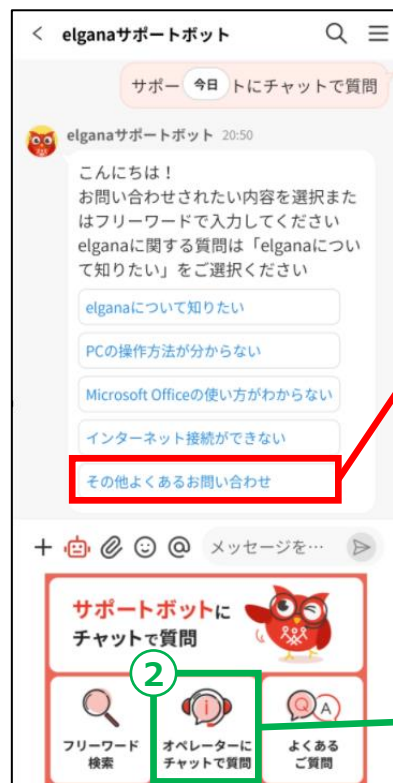 elganaサポートボット
サポー 今日 トにチャットで質問
elganaサポートボット 20:50
こんにちは！
お問い合わせされたい内容を選択また
はフリーワードで入力してください
elganaに関する質問は「elganaについ
て知りたい」をご選択ください
elganaについて知りたい
PCの操作方法が分からない
Microsoft Officeの使い方がわからない
インターネット接続ができない
その他よくあるお問い合わせ
メッセージを…
サポートボットに
チャットで質問
②
フリーワード
検索
オペレーターに
チャットで質問
Q A
よくある
ご質問